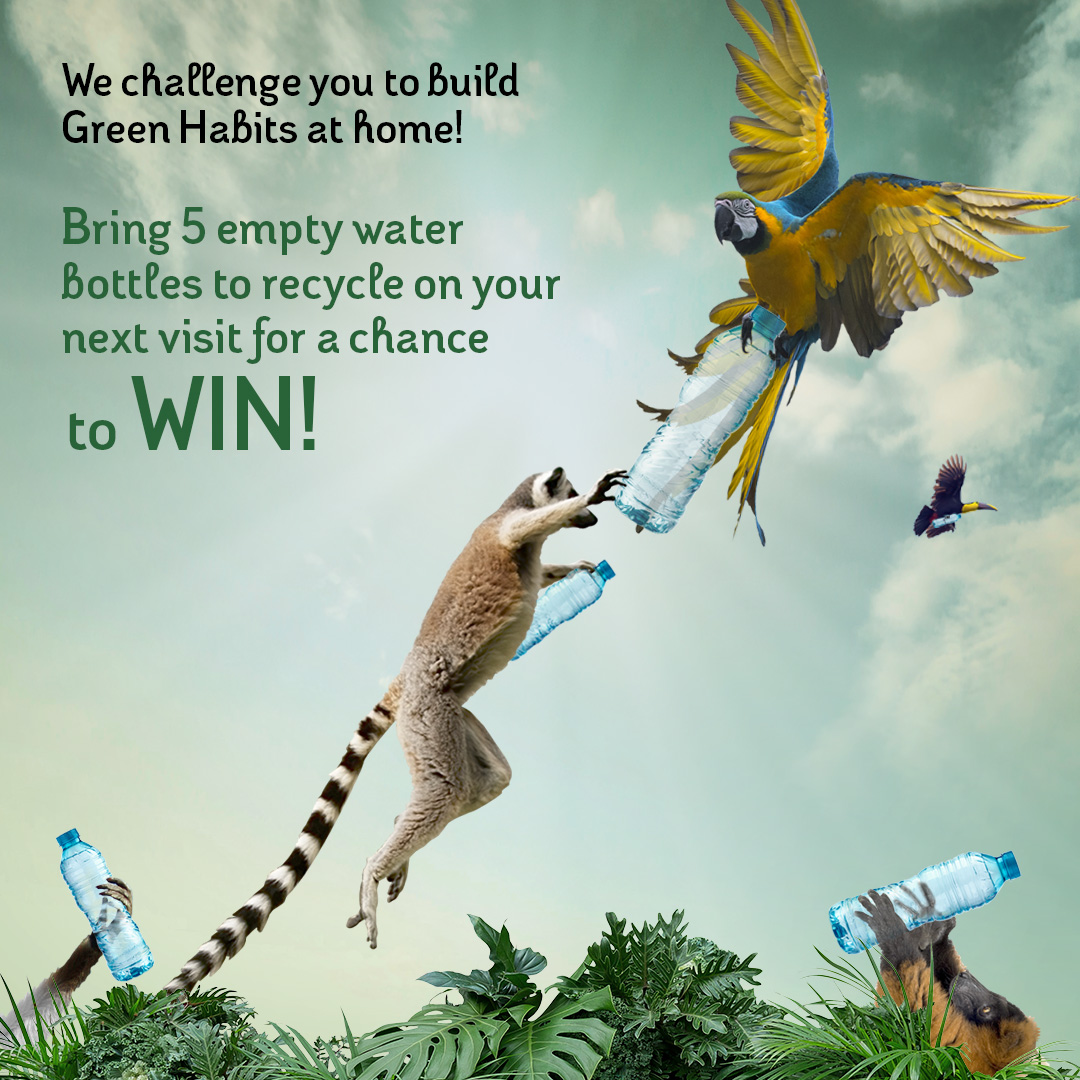 We challenge you to build
Green Habits at home!
Bring 5 empty water
bottles to recycle on your
next visit for a chance
to WIN!